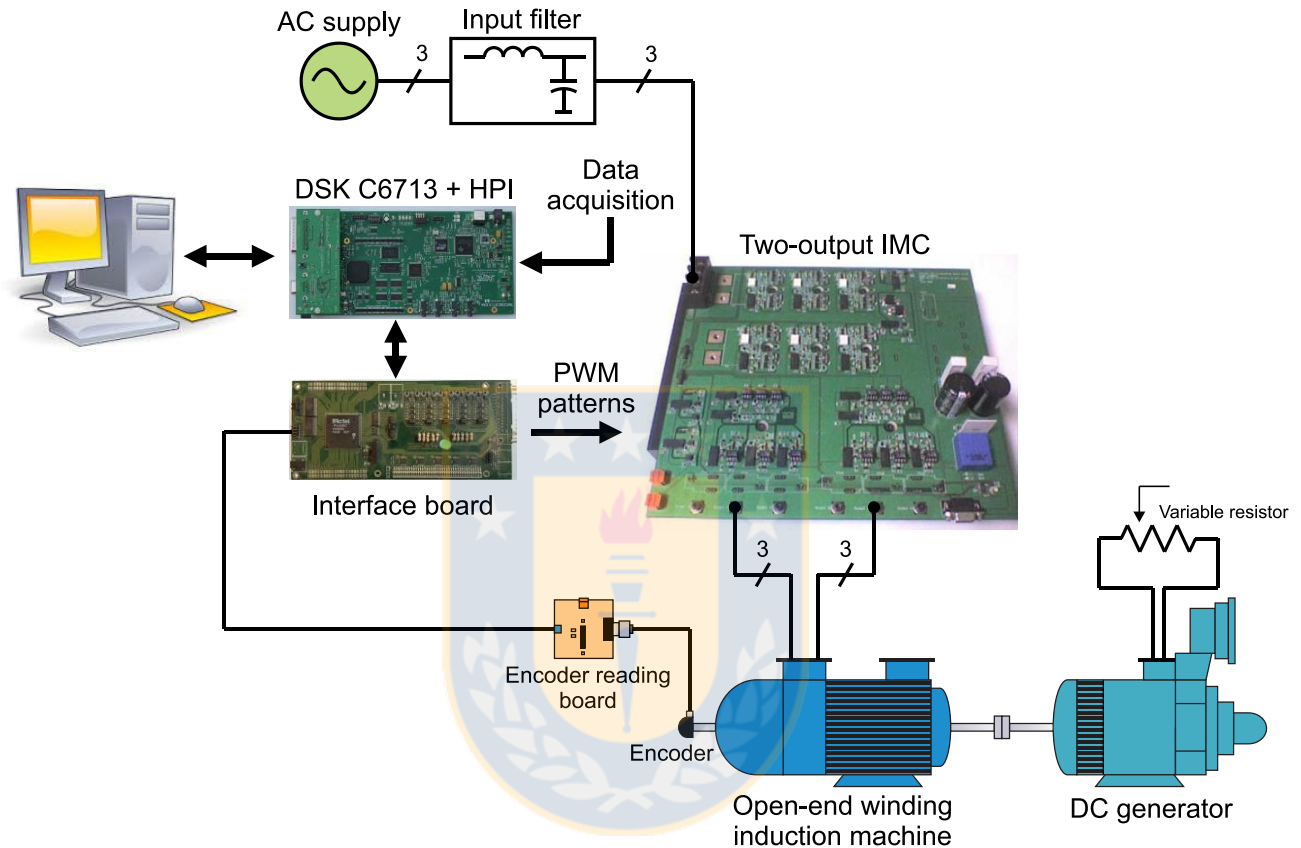 AC supply
Input filter
3
3
Data
acquisition
DSK C6713 + HPI
Two-output IMC
PWM
patterns
Interface board
Variable resistor
3
3
Encoder reading
board
Encoder
Open-end winding
induction machine
DC generator